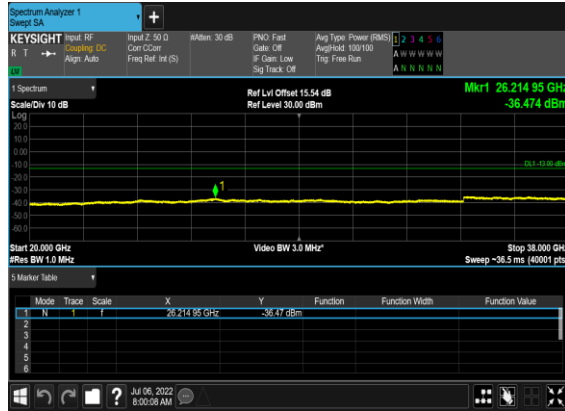 Spectrum Analyzer 1
Swept SA
+
KEYSIGHT Input: RF Input Z: 50 Ω #Atten: 30 dB PNO: Fast Avg Type: Power (RMS) 1 2 3 4 5 6
R T Coupling: DC Corr CCorr Gate: Off Avg|Hold: 100/100 A W W W W W
Align: Auto Freq Ref: Int (S) IF Gain: Low Trig: Free Run
Sig Track: Off A N N N N N
1 Spectrum
Scale/Div 10 dB
Ref Lvl Offset 15.54 dB
Ref Level 30.00 dBm
Mkr1 26.214 95 GHz
-36.474 dBm
Log
20.0
10.0
0.00
-10.0
DL1 -13.00 dBm
-20.0
1
-30.0
-40.0
-50.0
-60.0
Start 20.000 GHz Video BW 3.0 MHz* Stop 38.000 GHz
#Res BW 1.0 MHz Sweep ~36.5 ms (40001 pts)
5 Marker Table
Mode Trace Scale X Y Function Function Width Function Value
1 N 1 f 26.214 95 GHz -36.47 dBm
2
3
4
5
6
?
Jul 06, 2022
8:00:08 AM